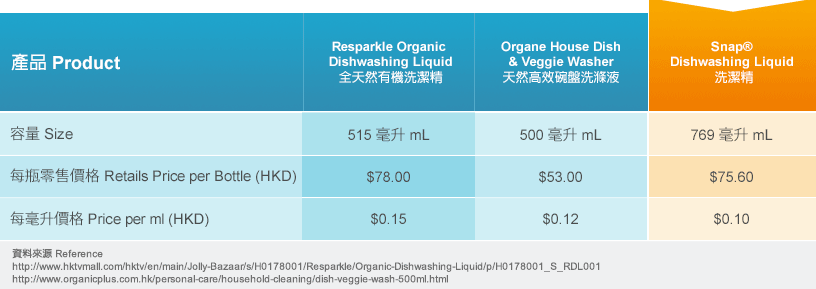 產品 Product
Resparkle Organic
Dishwashing Liquid
全天然有機洗潔精
Organe House Dish
& Veggie Washer
天然高效碗盤洗滌液
Snap®
Dishwashing Liquid
洗潔精
容量 Size
515 毫升 mL
500 毫升 mL
769 毫升 mL
每瓶零售價格 Retails Price per Bottle (HKD)
$78.00
$53.00
$75.60
每毫升價格 Price per ml (HKD)
$0.15
$0.12
$0.10
資料來源 Reference
http://www.hktvmall.com/hktv/en/main/Jolly-Bazaar/s/H0178001/Resparkle/Organic-Dishwashing-Liquid/p/H0178001_S_RDL001
http://www.organicplus.com.hk/personal-care/household-cleaning/dish-veggie-wash-500ml.html